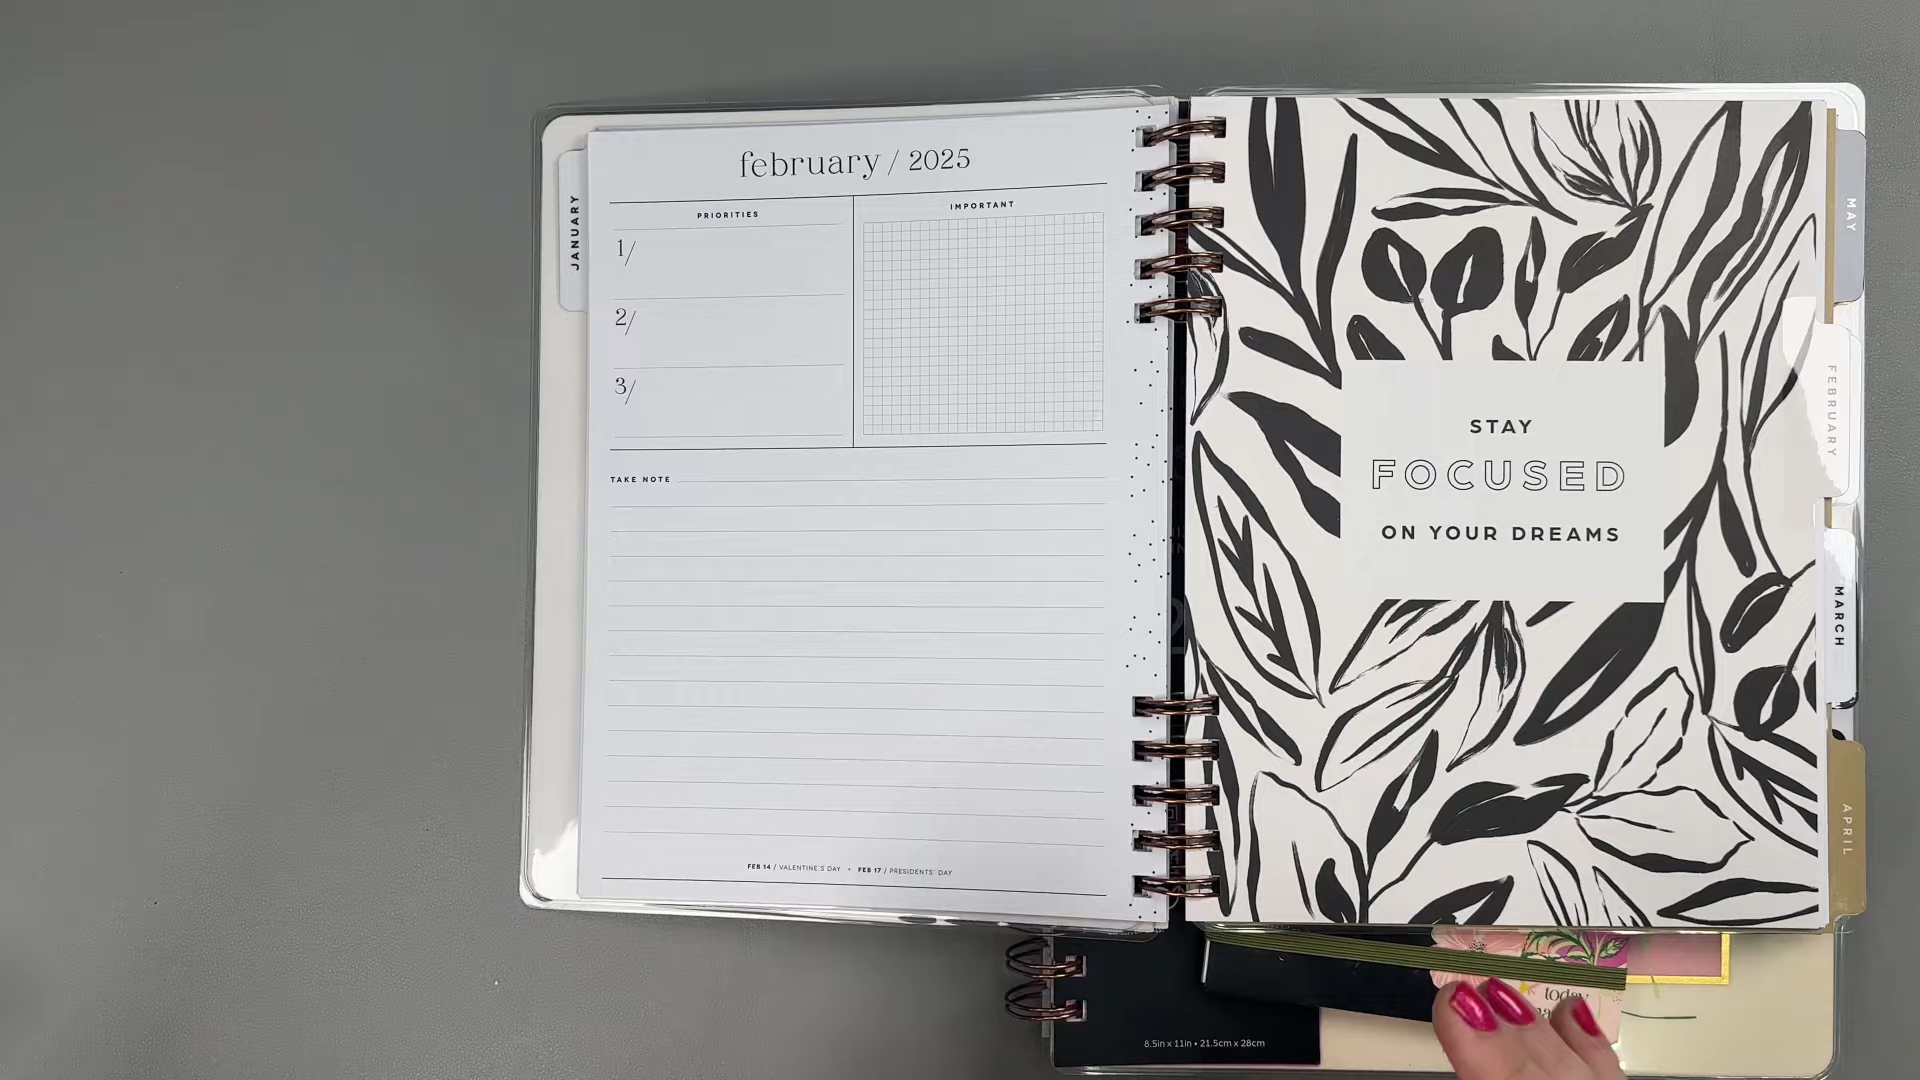 february / 2025
PRIORITIES
IMPORTANT
1/
2/
3/
TAKE NOTE
FEB 14 / VALENTINE'S DAY • FEB 17 / PRESIDENTS' DAY
JANUARY
STAY
FOCUSED
ON YOUR DREAMS
MAY
FEBRUARY
MARCH
APRIL
today
8.5in x 11in • 21.5cm x 28cm